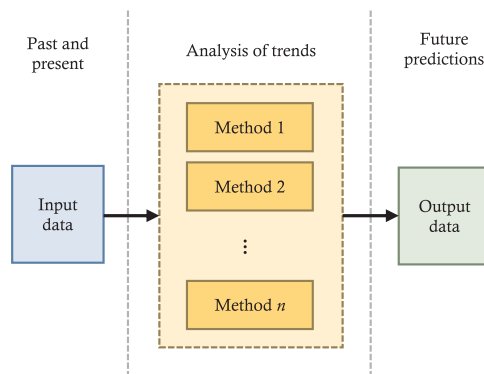 Past and
present
Analysis of trends
Future
predictions
Input
data
Method 1
Method 2
⋮
Method n
Output
data